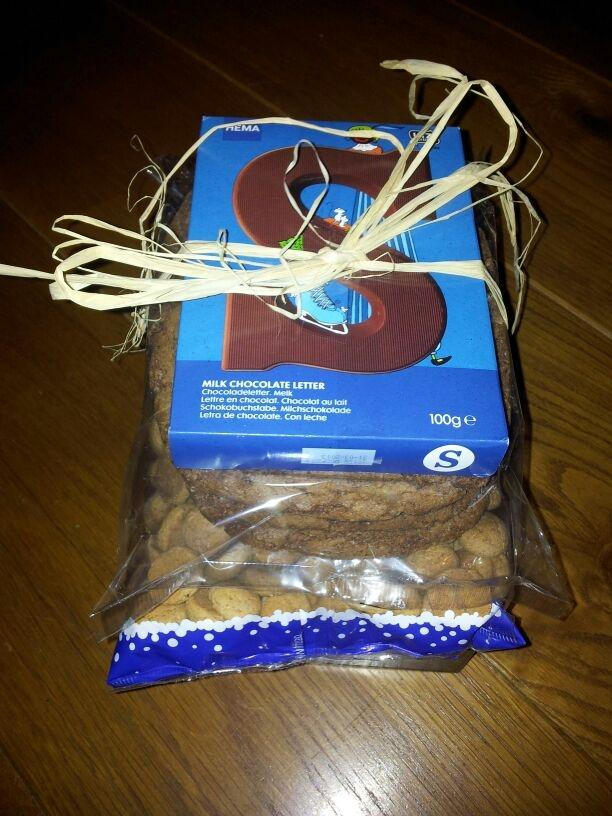 HEMA
MILK CHOCOLATE LETTER
Chocoladeletter. Melk
Lettre en chocolat. Chocolat au lait
Schokobuchstabe. Milchschokolade
Letra de chocolate. Con leche
100g e
S